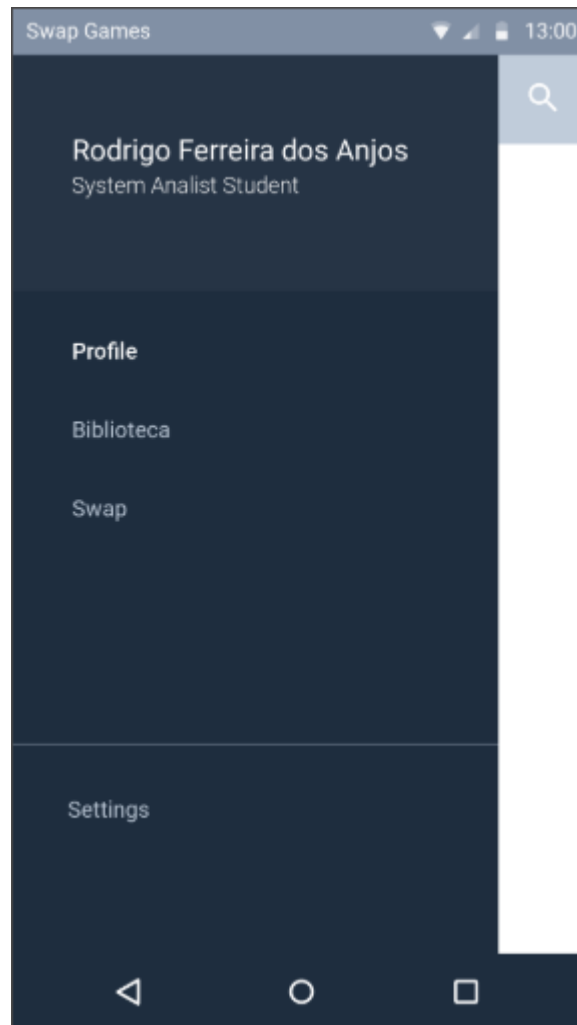 Swap Games 13:00
Rodrigo Ferreira dos Anjos
System Analist Student
Profile
Biblioteca
Swap
Settings